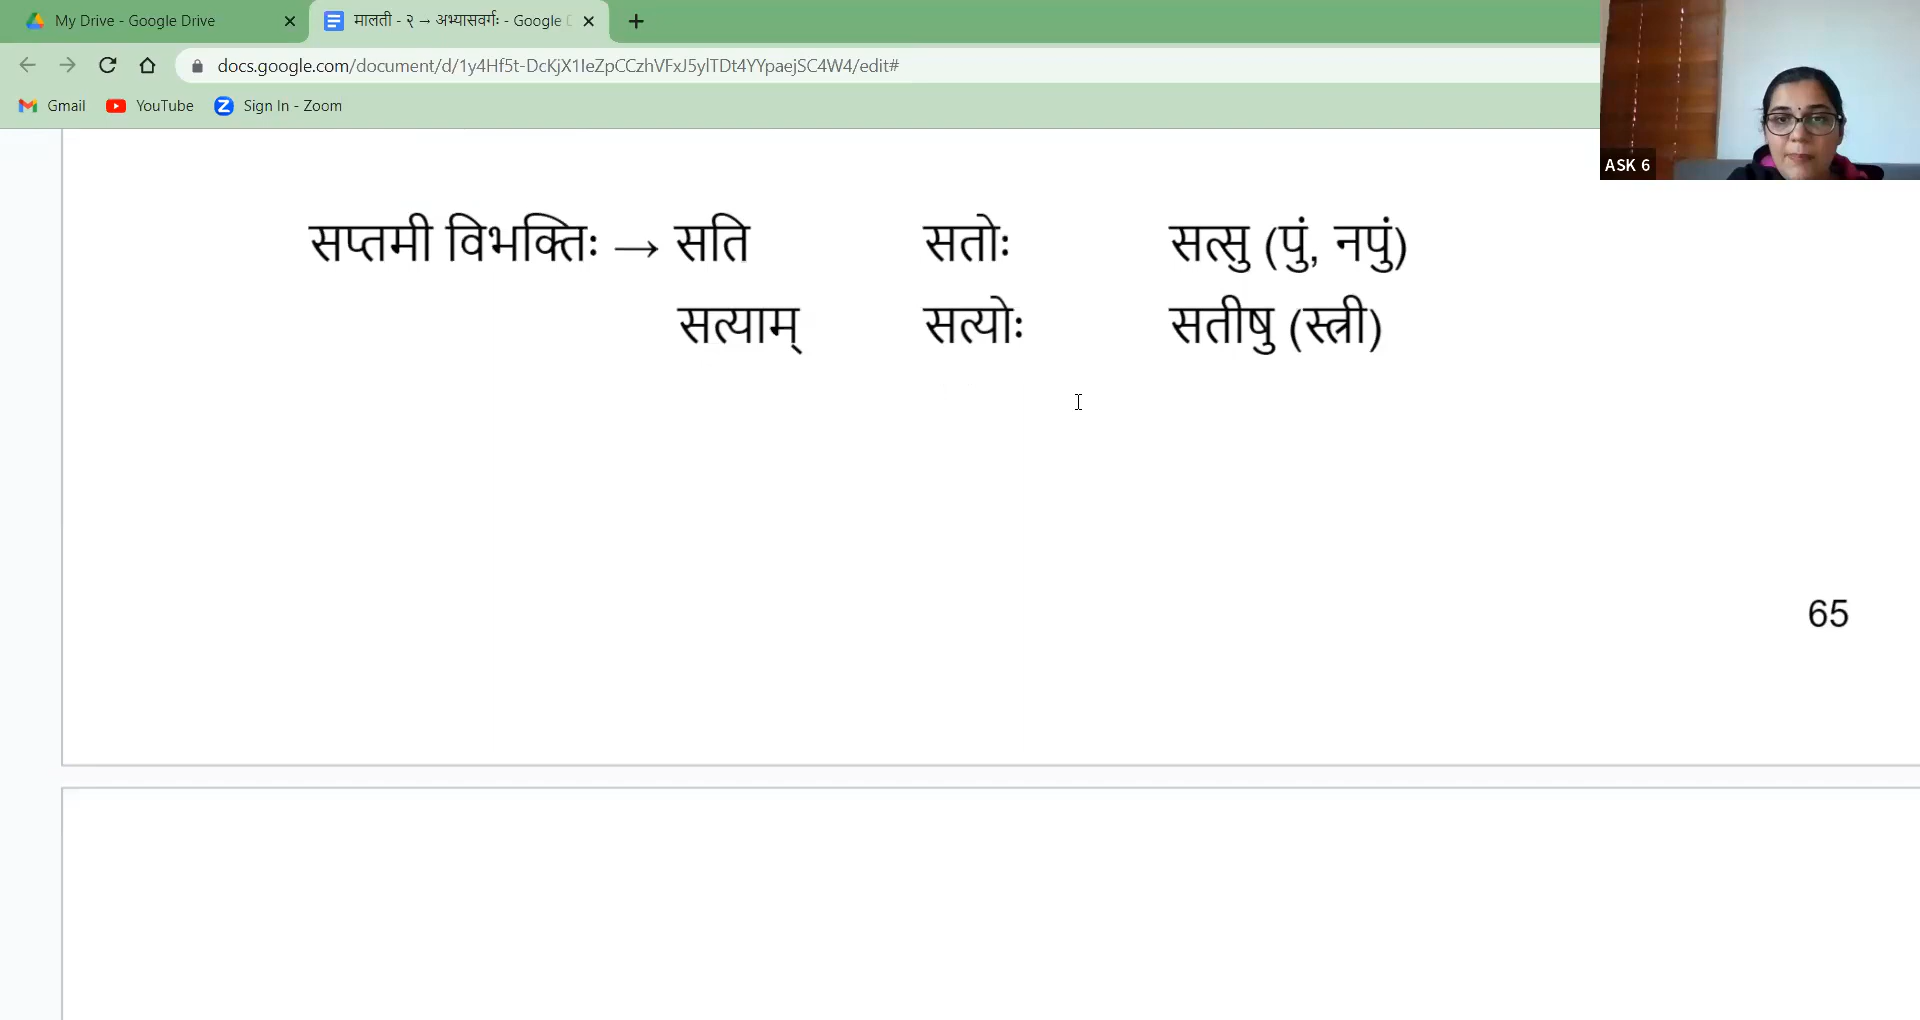 My Drive - Google Drive
मालती - २ → अभ्यासवर्गः - Google
docs.google.com/document/d/1y4Hf5t-DcKjX1IeZpCCzhVFxJ5ylTDt4YYpaejSC4W4/edit#
Gmail YouTube Sign In - Zoom
ASK 6
सप्तमी विभक्तिः → सति सतोः सत्सु (पुं, नपुं)
सत्याम् सत्योः सतीषु (स्त्री)
65